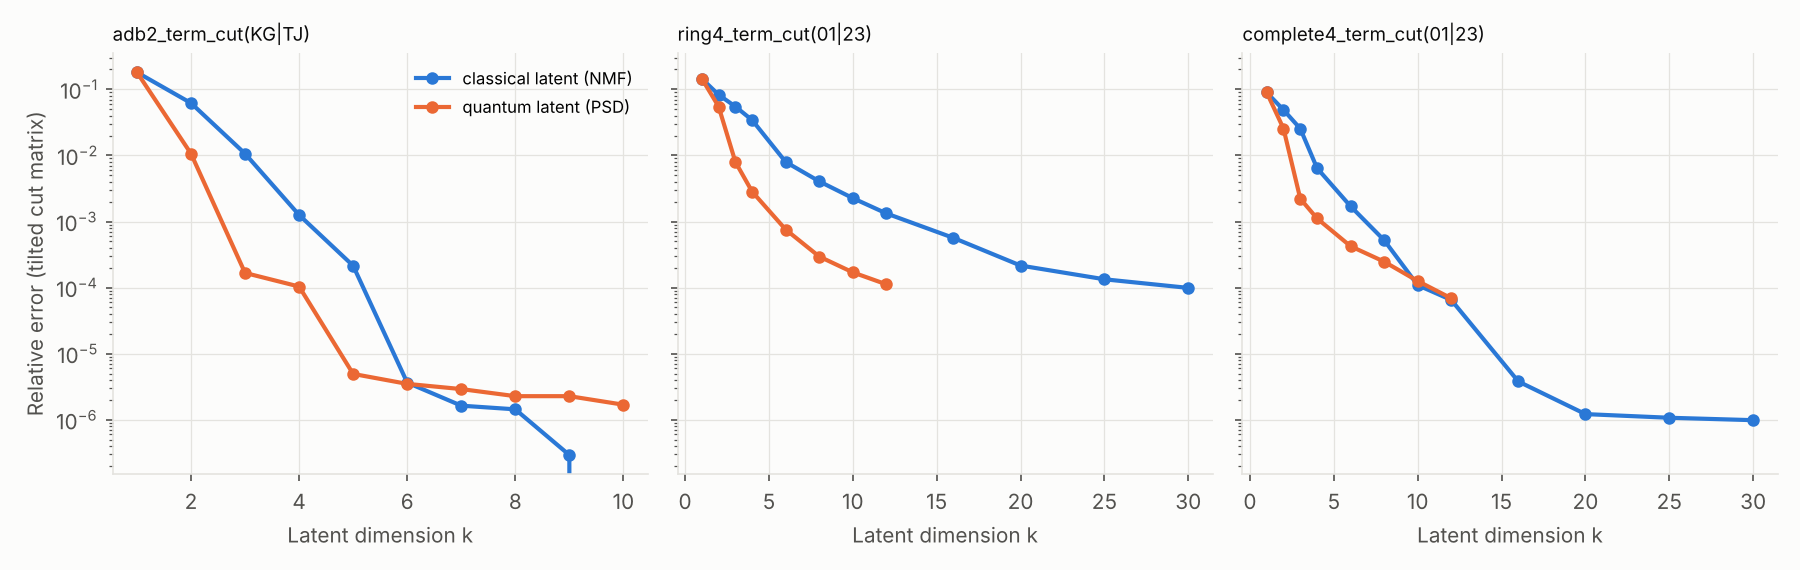 adb2_term_cut(KG|TJ)
ring4_term_cut(01|23)
complete4_term_cut(01|23)
classical latent (NMF)
quantum latent (PSD)
Relative error (tilted cut matrix)
10⁻¹
10⁻²
10⁻³
10⁻⁴
10⁻⁵
10⁻⁶
2 4 6 8 10
0 5 10 15 20 25 30
0 5 10 15 20 25 30
Latent dimension k
Latent dimension k
Latent dimension k